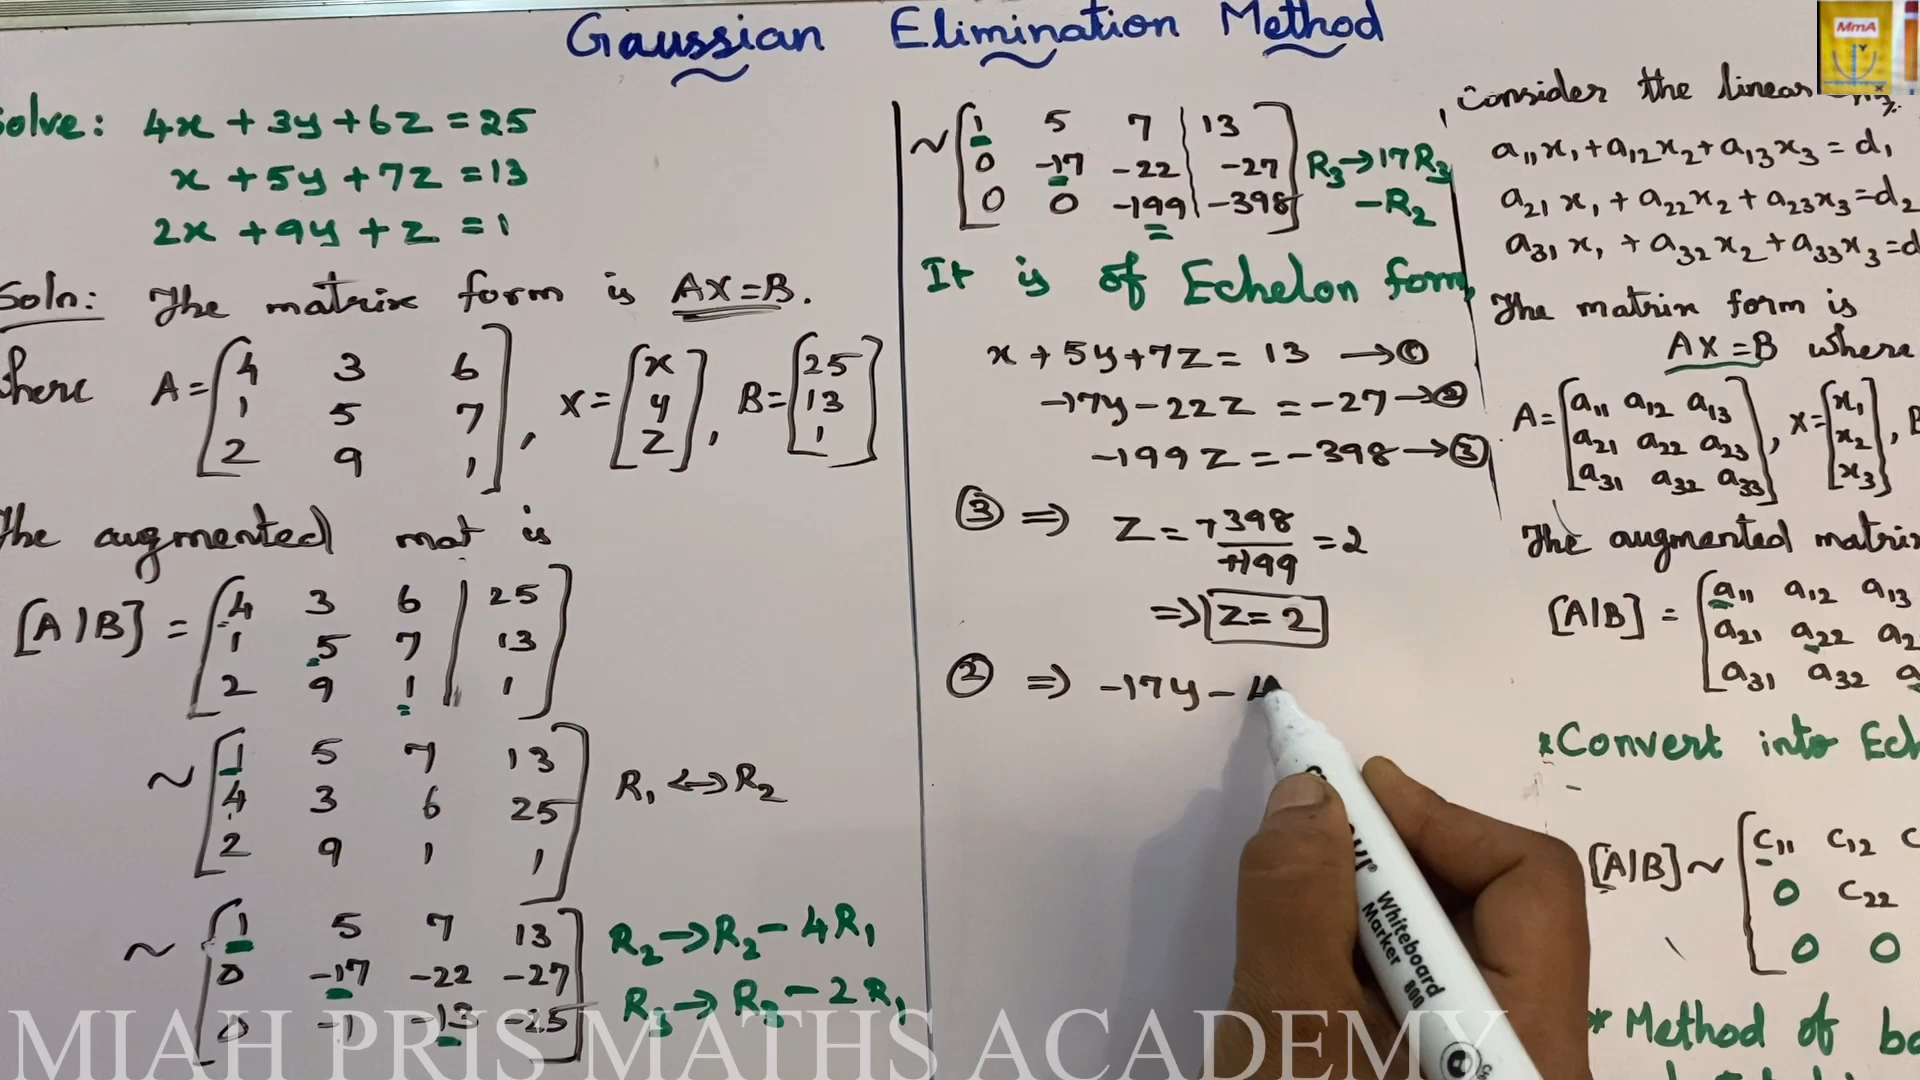 Gaussian Elimination Method
MmA
Solve: 4x + 3y + 6z = 25
x + 5y + 7z = 13
2x + 9y + z = 1
Soln: The matrix form is AX = B.
Where A = [4 3 6
1 5 7
2 9 1], X = [x
y
z], B = [25
13
1]
The augmented mat is
[A|B] = [4 3 6 | 25
1 5 7 | 13
2 9 1 | 1]
~ [1 5 7 13
4 3 6 25
2 9 1 1] R₁ ↔ R₂
~ [1 5 7 13
0 -17 -22 -27
0 -1 -13 -25] R₂ → R₂ - 4R₁
R₃ → R₃ - 2R₁
~ [1 5 7 | 13
0 -17 -22 | -27
0 0 -199 | -398] R₃ → 17R₃
- R₂
It is of Echelon form,
x + 5y + 7z = 13 → ①
-17y - 22z = -27 → ②
-199z = -398 → ③
③ ⇒ z = +398/+199 = 2
⇒ z = 2
② ⇒ -17y - 4
Consider the linear
a₁₁x₁ + a₁₂x₂ + a₁₃x₃ = d₁
a₂₁x₁ + a₂₂x₂ + a₂₃x₃ = d₂
a₃₁x₁ + a₃₂x₂ + a₃₃x₃ = d
The matrix form is
AX = B where
A = [a₁₁ a₁₂ a₁₃
a₂₁ a₂₂ a₂₃
a₃₁ a₃₂ a₃₃], X = [x₁
x₂
x₃], B
The augmented matrix
[A|B] = [a₁₁ a₁₂ a₁₃
a₂₁ a₂₂ a₂
a₃₁ a₃₂ a
*Convert into Ech
[A|B] ~ [c₁₁ c₁₂ c
0 c₂₂
0 0
* Method of ba
Whiteboard
Marker 800
MIAH PRIS MATHS ACADEMY